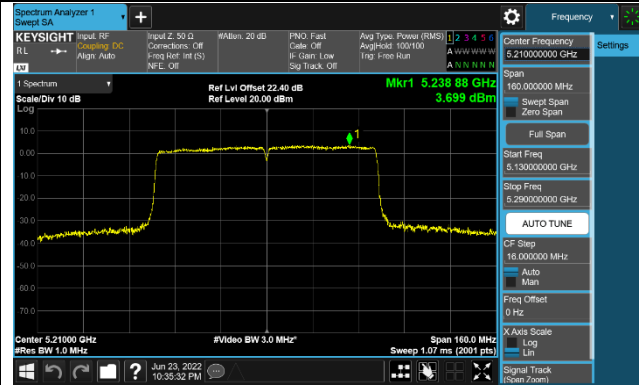 Spectrum Analyzer 1
Swept SA
Frequency
KEYSIGHT
RL
LXI
Input: RF
Coupling: DC
Align: Auto
Input Z: 50 Ω
Corrections: Off
Freq Ref: Int (S)
NFE: Off
#Atten: 20 dB
PNO: Fast
Gate: Off
IF Gain: Low
Sig Track: Off
Avg Type: Power (RMS)
Avg|Hold: 100/100
Trig: Free Run
1 2 3 4 5 6
A W W W W W
A N N N N N
1 Spectrum
Scale/Div 10 dB
Log
Ref Lvl Offset 22.40 dB
Ref Level 20.00 dBm
Mkr1 5.238 88 GHz
3.699 dBm
1
10.0
0.00
-10.0
-20.0
-30.0
-40.0
-50.0
-60.0
-70.0
Center 5.21000 GHz
#Res BW 1.0 MHz
#Video BW 3.0 MHz*
Span 160.0 MHz
Sweep 1.07 ms (2001 pts)
Jun 23, 2022
10:35:32 PM
Center Frequency
5.210000000 GHz
Span
160.000000 MHz
Swept Span
Zero Span
Full Span
Start Freq
5.130000000 GHz
Stop Freq
5.290000000 GHz
AUTO TUNE
CF Step
16.000000 MHz
Auto
Man
Freq Offset
0 Hz
X Axis Scale
Log
Lin
Signal Track
(Span Zoom)
Settings